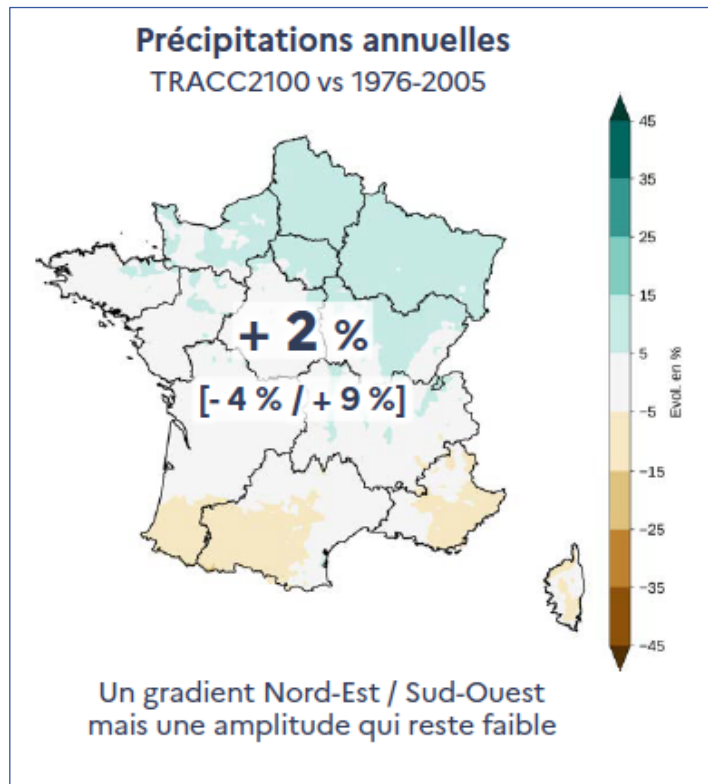 Précipitations annuelles
TRACC2100 vs 1976-2005
+ 2 %
[- 4 % / + 9 %]
45
35
25
15
5
−5
−15
−25
−35
−45
Evol. en %
Un gradient Nord-Est / Sud-Ouest
mais une amplitude qui reste faible